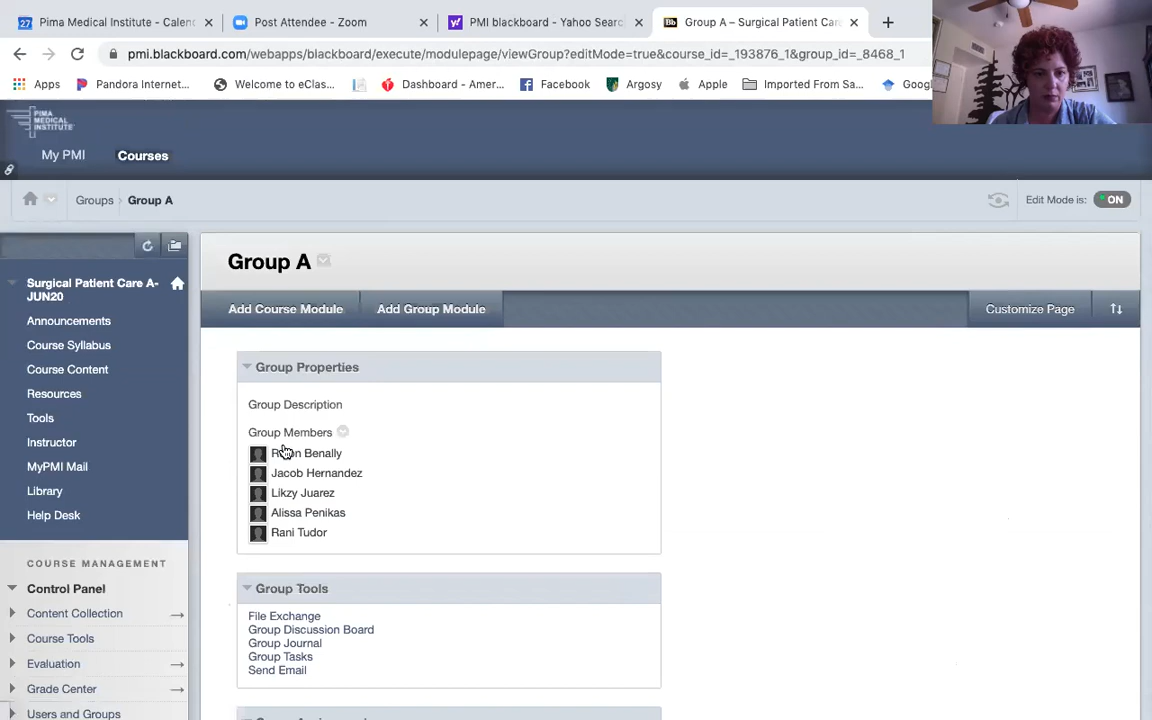 27 Pima Medical Institute - Calen
Post Attendee - Zoom
PMI blackboard - Yahoo Searc
Bb Group A – Surgical Patient Car
pmi.blackboard.com/webapps/blackboard/execute/modulepage/viewGroup?editMode=true&course_id=_193876_1&group_id=_8468_1
Apps
Pandora Internet...
Welcome to eClas...
Dashboard - Amer...
Facebook
Argosy
Apple
Imported From Sa...
Goog
PIMA
MEDICAL
INSTITUTE
My PMI
Courses
Groups
Group A
Edit Mode is:
ON
Surgical Patient Care A-
JUN20
Announcements
Course Syllabus
Course Content
Resources
Tools
Instructor
MyPMI Mail
Library
Help Desk
COURSE MANAGEMENT
Control Panel
Content Collection
Course Tools
Evaluation
Grade Center
Users and Groups
Group A
Add Course Module
Add Group Module
Customize Page
Group Properties
Group Description
Group Members
Benally
Jacob Hernandez
Likzy Juarez
Alissa Penikas
Rani Tudor
Group Tools
File Exchange
Group Discussion Board
Group Journal
Group Tasks
Send Email